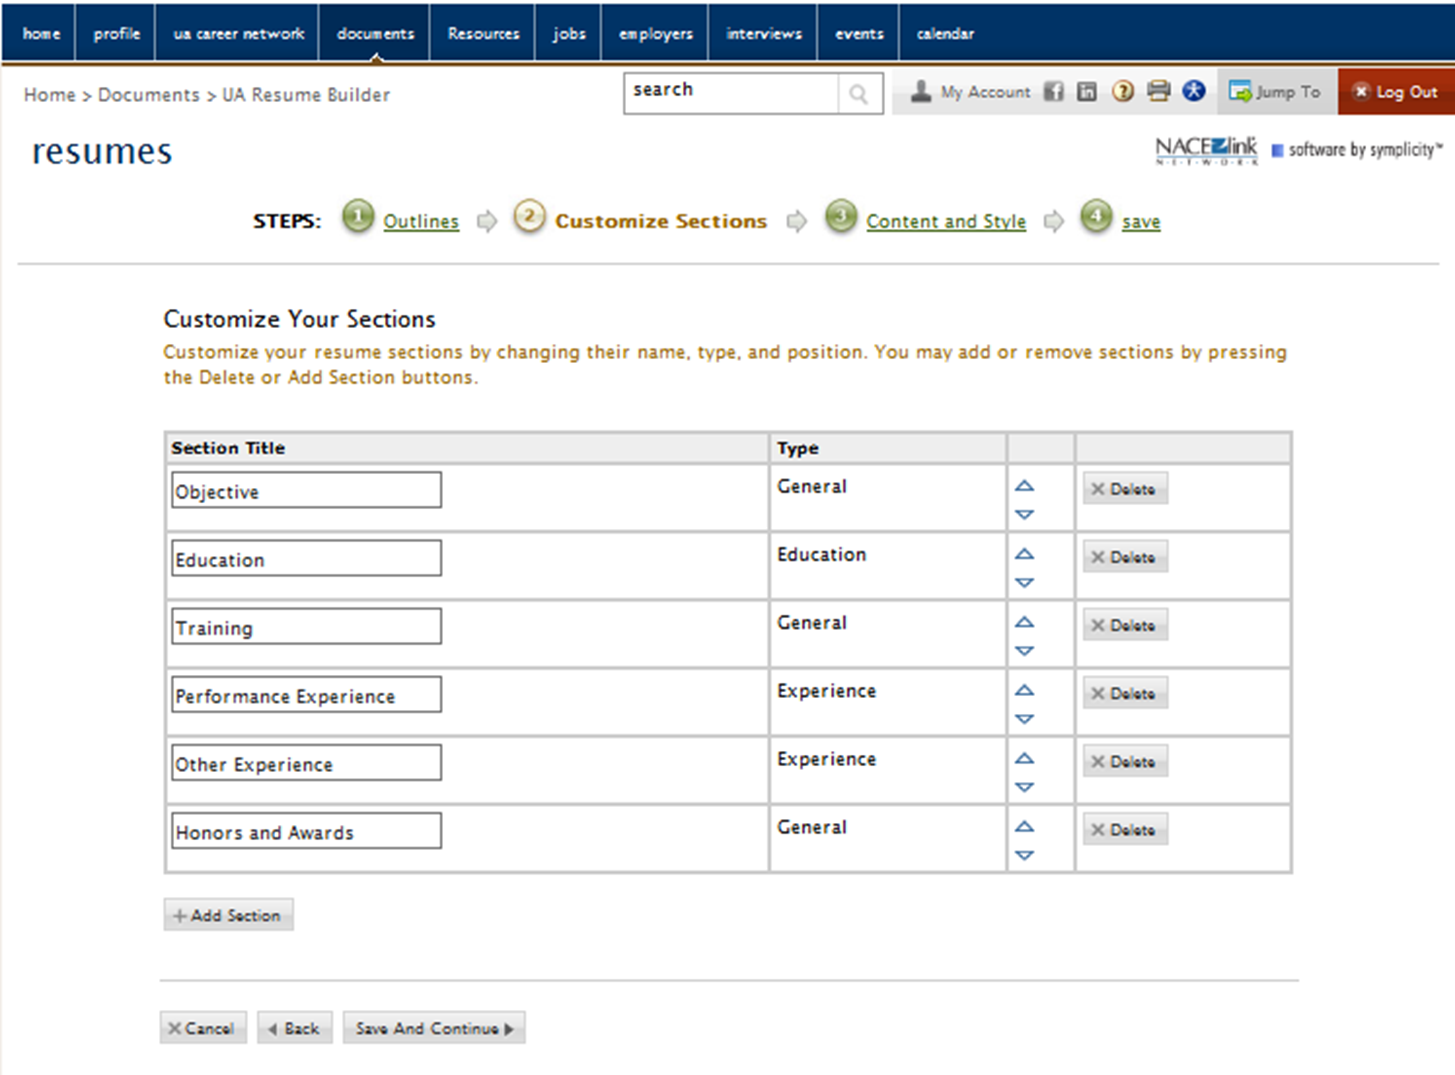 home profile ua career network documents Resources jobs employers interviews events calendar
Home > Documents > UA Resume Builder search My Account Jump To Log Out
resumes NACElink NETWORK software by symplicity™
STEPS: 1 Outlines 2 Customize Sections 3 Content and Style 4 save
Customize Your Sections
Customize your resume sections by changing their name, type, and position. You may add or remove sections by pressing
the Delete or Add Section buttons.
Section Title Type
Objective General Delete
Education Education Delete
Training General Delete
Performance Experience Experience Delete
Other Experience Experience Delete
Honors and Awards General Delete
+ Add Section
Cancel Back Save And Continue